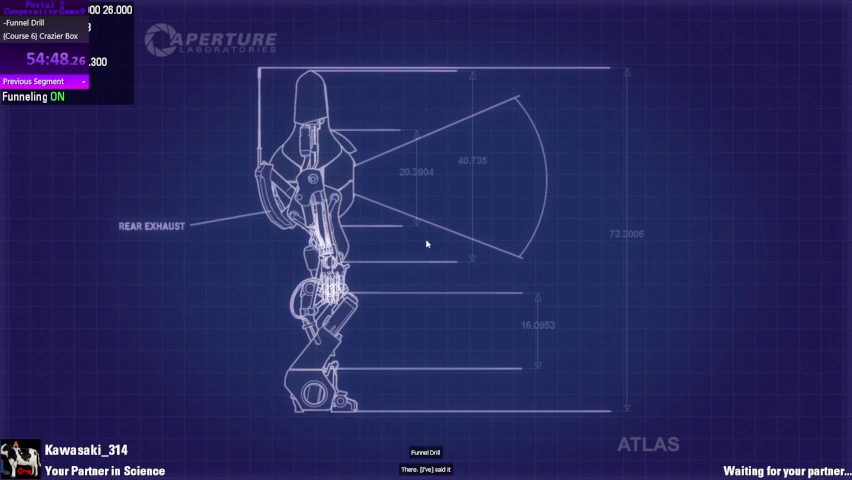 Portal 2
Cooperative Game
000 26.000
-Funnel Drill
{Course 6} Crazier Box
54:48.26
.300
Previous Segment -
Funneling ON
APERTURE
LABORATORIES
40.735
20.3904
REAR EXHAUST
73.2006
16.0953
ATLAS
Kawasaki_314
Your Partner in Science
Funnel Drill
There. [I've] said it
Waiting for your partner...